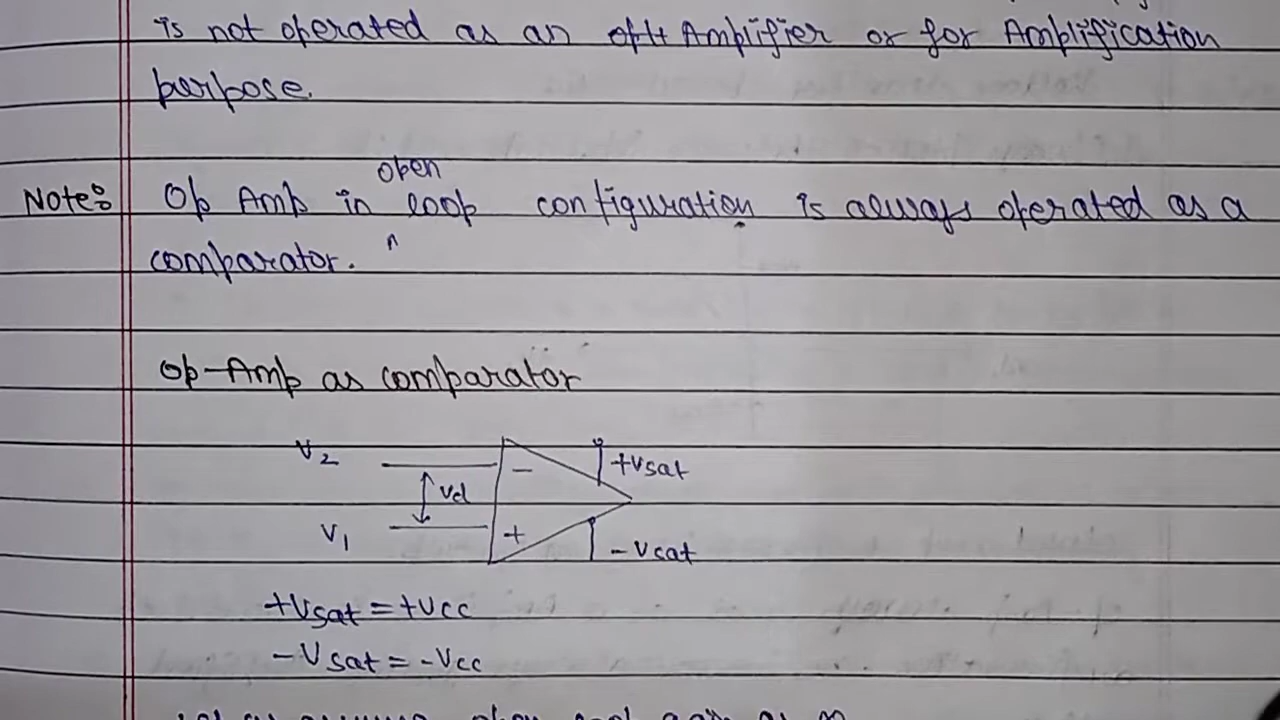 is not operated as an Amplifier or for Amplification
purpose.
Note: Op Amp in open loop configuration is always operated as a
comparator.
Op-Amp as comparator
V2
-
+Vsat
Vd
V1
+
-Vsat
+Vsat = +Vcc
-Vsat = -Vcc